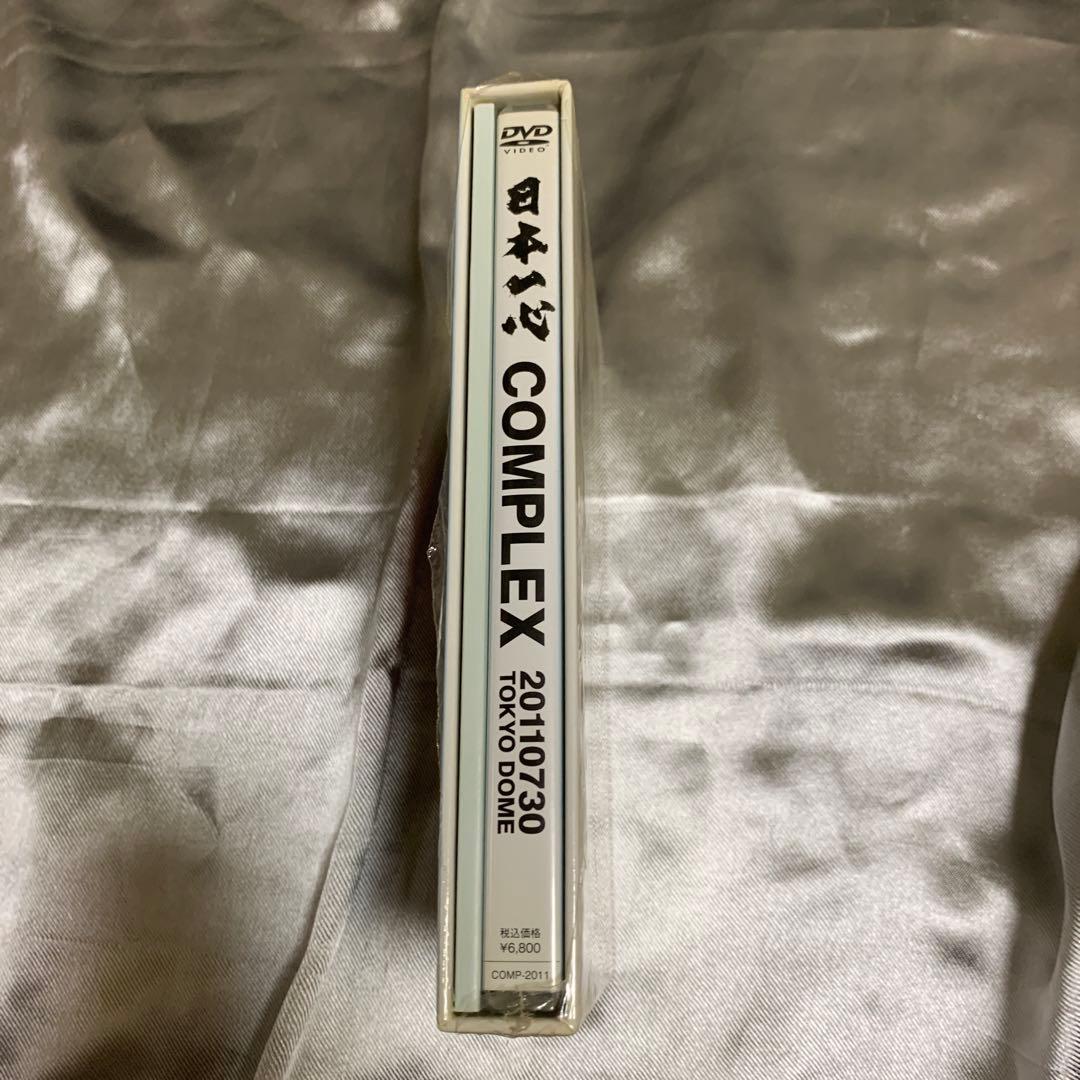 DVD
VIDEO
日本一心
COMPLEX
20110730
TOKYO DOME
税込価格
¥6,800
COMP-2011